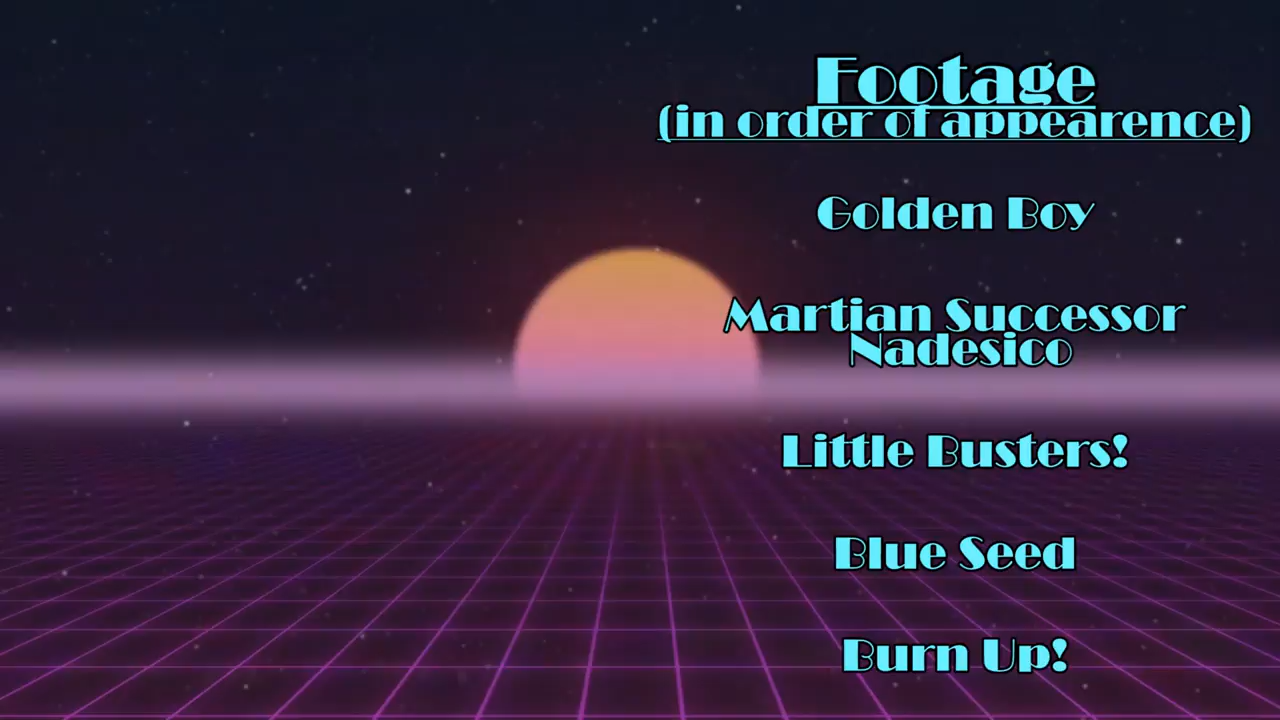 Footage
(in order of appearence)
Golden Boy
Martian Successor
Nadesico
Little Busters!
Blue Seed
Burn Up!